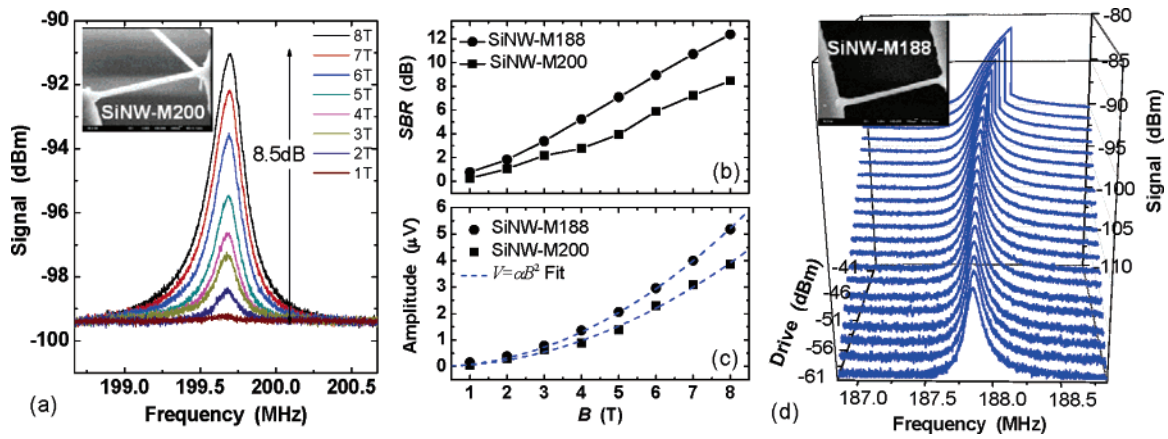 -90
-92
-94
-96
-98
-100
Signal (dBm)
SiNW-M200
8T
7T
6T
5T
4T
3T
2T
1T
8.5dB
199.0 199.5 200.0 200.5
(a) Frequency (MHz)
12
10
8
6
4
2
0
SBR (dB)
SiNW-M188
SiNW-M200
(b)
6
5
4
3
2
1
0
Amplitude (μV)
SiNW-M188
SiNW-M200
V=αB² Fit
(c)
1 2 3 4 5 6 7 8
B (T)
SiNW-M188
-80
-85
-90
-95
-100
-105
-110
Signal (dBm)
-41
-46
-51
-56
-61
Drive (dBm)
187.0 187.5 188.0 188.5
(d) Frequency (MHz)